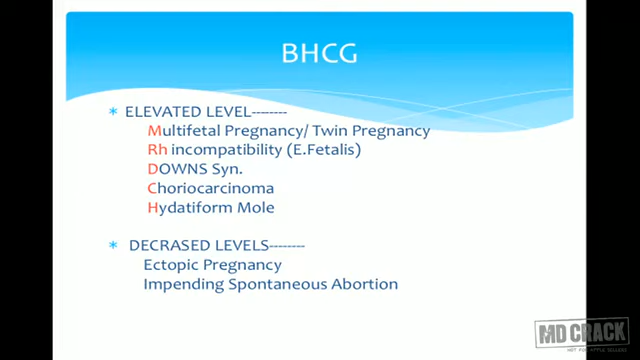 BHCG
* ELEVATED LEVEL--------
Multifetal Pregnancy/ Twin Pregnancy
Rh incompatibility (E.Fetalis)
DOWNS Syn.
Choriocarcinoma
Hydatiform Mole
* DECRASED LEVELS--------
Ectopic Pregnancy
Impending Spontaneous Abortion
MD CRACK